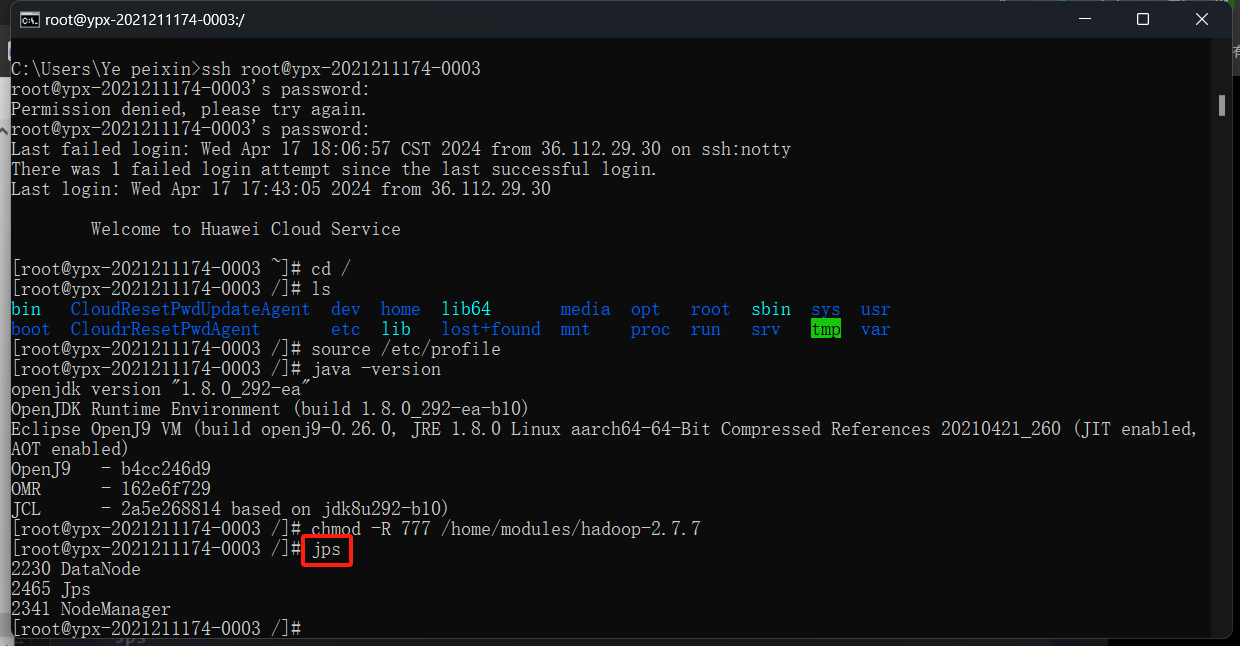 root@ypx-2021211174-0003:/
C:\Users\Ye peixin>ssh root@ypx-2021211174-0003
root@ypx-2021211174-0003's password:
Permission denied, please try again.
root@ypx-2021211174-0003's password:
Last failed login: Wed Apr 17 18:06:57 CST 2024 from 36.112.29.30 on ssh:notty
There was 1 failed login attempt since the last successful login.
Last login: Wed Apr 17 17:43:05 2024 from 36.112.29.30
Welcome to Huawei Cloud Service
[root@ypx-2021211174-0003 ~]# cd /
[root@ypx-2021211174-0003 /]# ls
bin CloudResetPwdUpdateAgent dev home lib64 media opt root sbin sys usr
boot CloudrResetPwdAgent etc lib lost+found mnt proc run srv tmp var
[root@ypx-2021211174-0003 /]# source /etc/profile
[root@ypx-2021211174-0003 /]# java -version
openjdk version "1.8.0_292-ea"
OpenJDK Runtime Environment (build 1.8.0_292-ea-b10)
Eclipse OpenJ9 VM (build openj9-0.26.0, JRE 1.8.0 Linux aarch64-64-Bit Compressed References 20210421_260 (JIT enabled,
AOT enabled)
OpenJ9 - b4cc246d9
OMR - 162e6f729
JCL - 2a5e268814 based on jdk8u292-b10)
[root@ypx-2021211174-0003 /]# chmod -R 777 /home/modules/hadoop-2.7.7
[root@ypx-2021211174-0003 /]# jps
2230 DataNode
2465 Jps
2341 NodeManager
[root@ypx-2021211174-0003 /]#